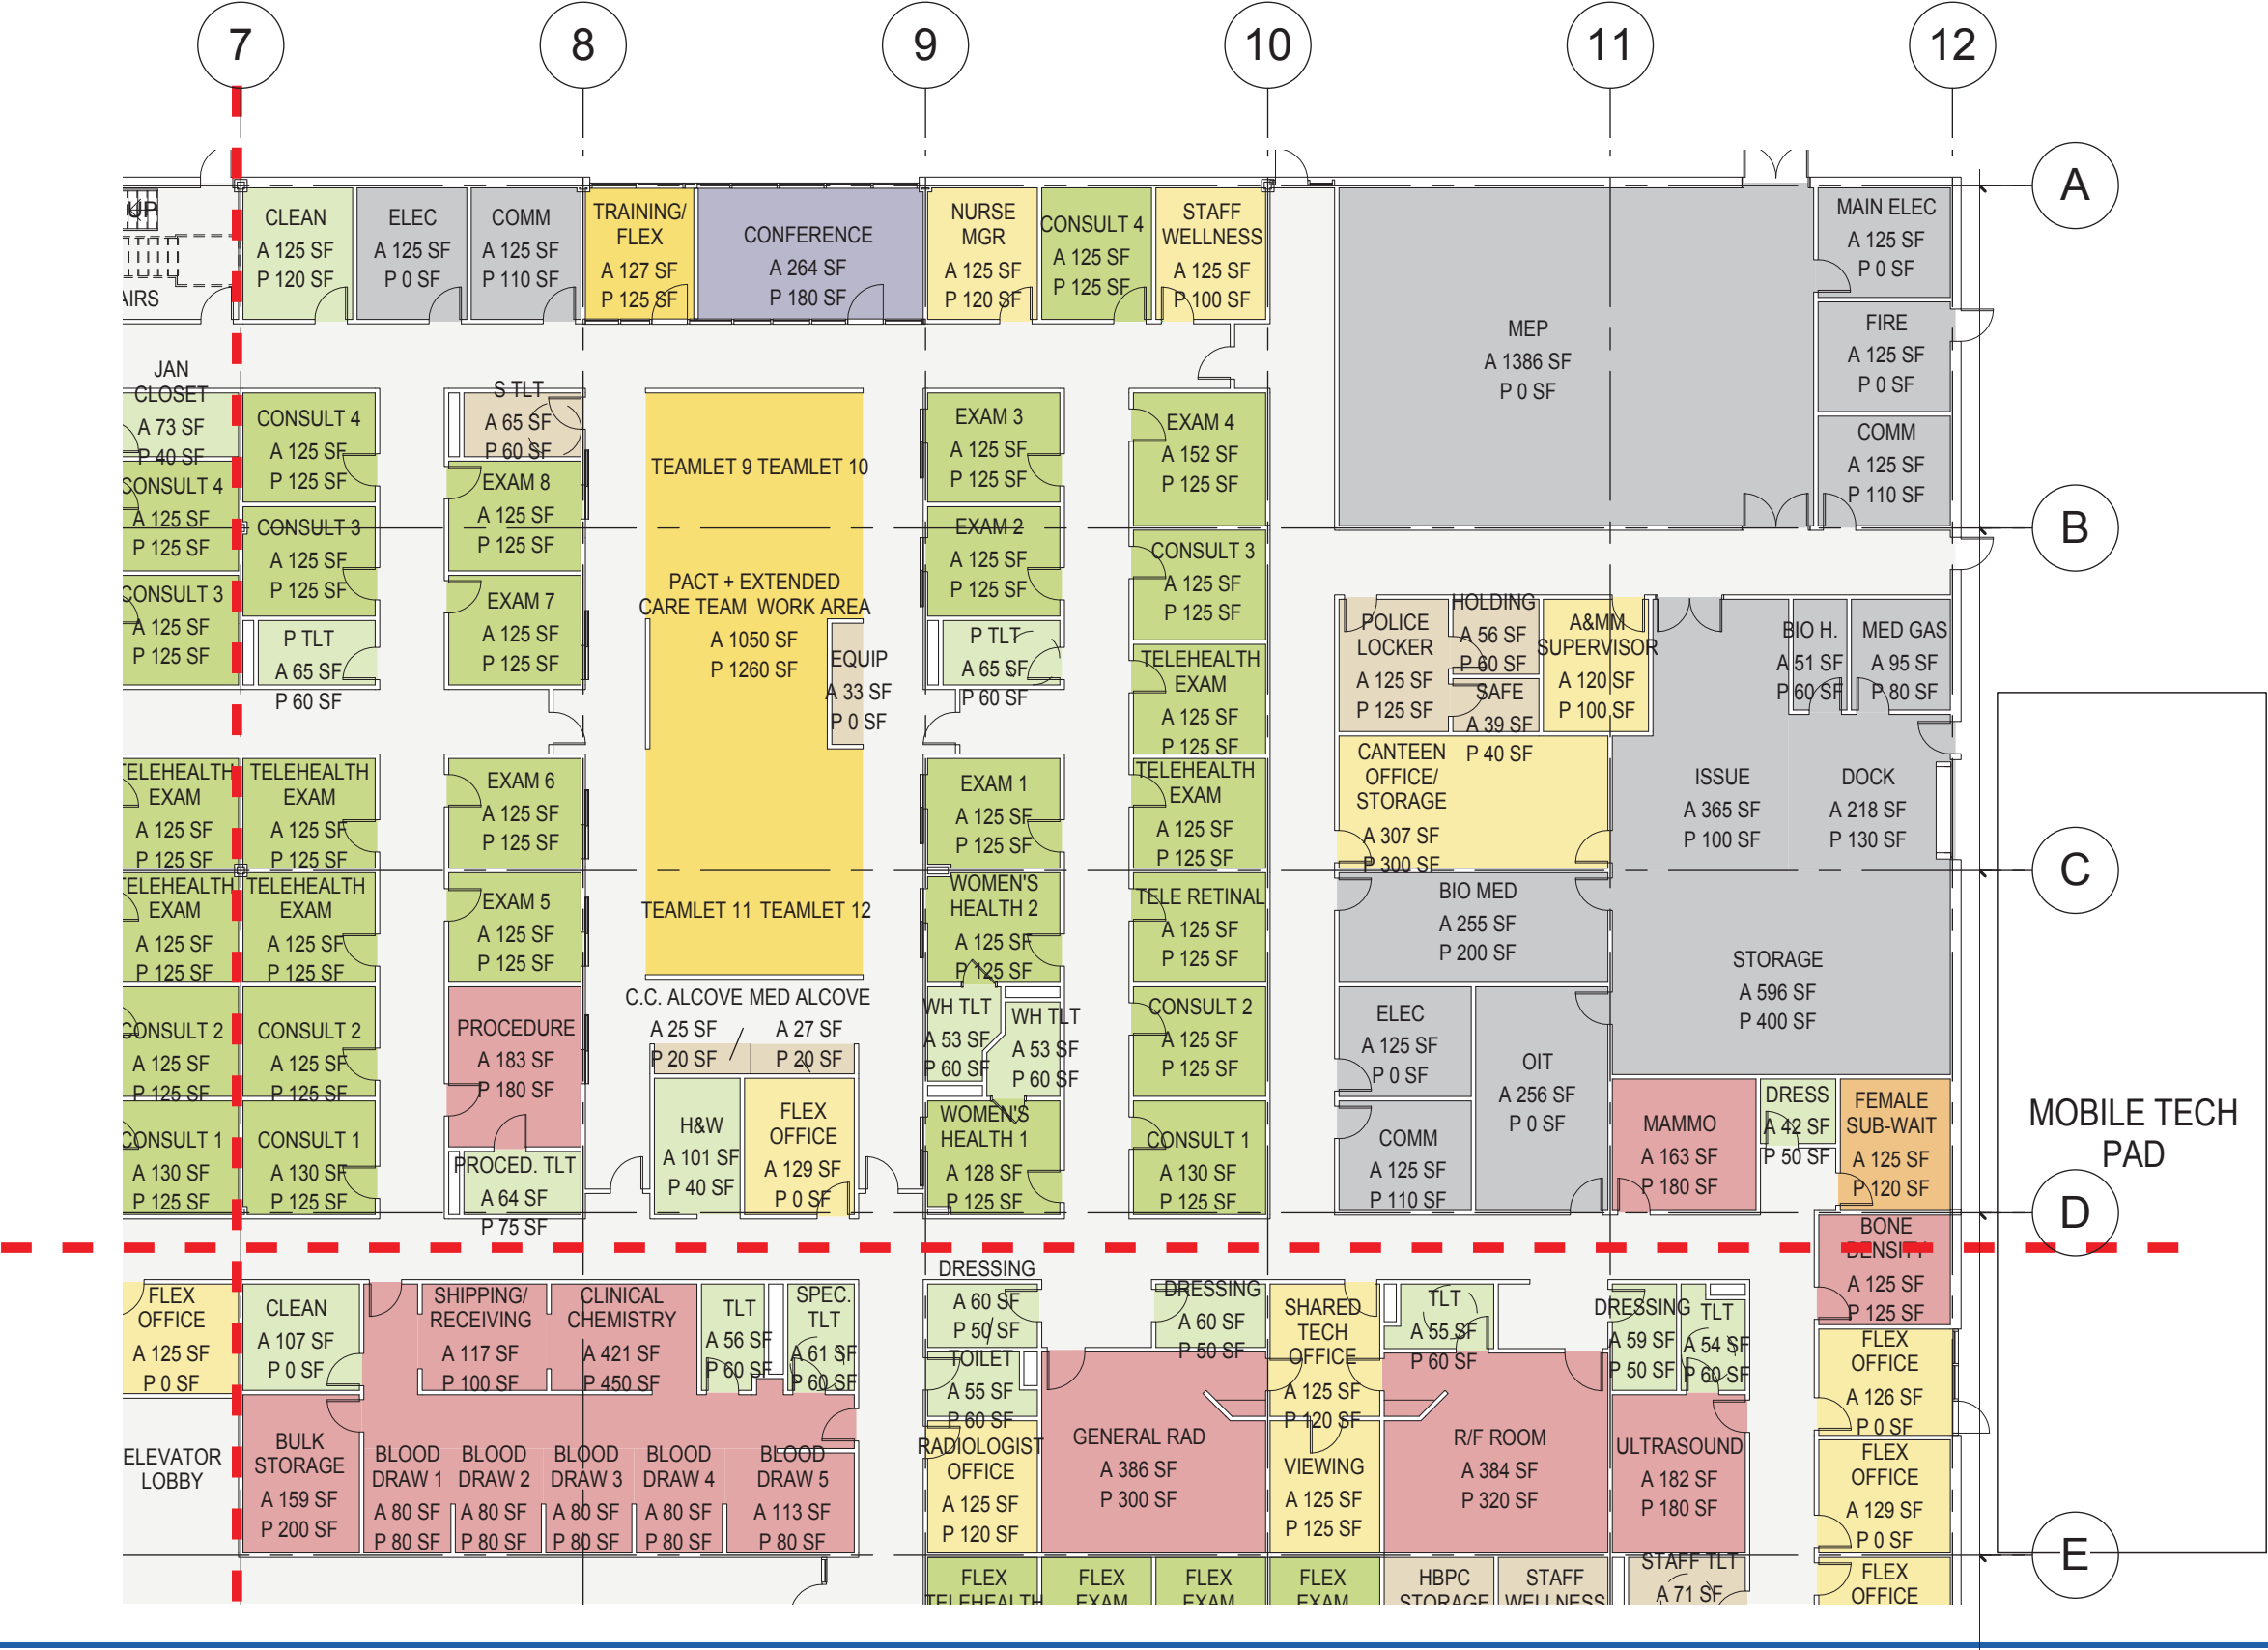 7
8
9
10
11
12
A
B
C
D
E
UP
AIRS
CLEAN
A 125 SF
P 120 SF
ELEC
A 125 SF
P 0 SF
COMM
A 125 SF
P 110 SF
TRAINING/
FLEX
A 127 SF
P 125 SF
CONFERENCE
A 264 SF
P 180 SF
NURSE
MGR
A 125 SF
P 120 SF
CONSULT 4
A 125 SF
P 125 SF
STAFF
WELLNESS
A 125 SF
P 100 SF
MEP
A 1386 SF
P 0 SF
MAIN ELEC
A 125 SF
P 0 SF
FIRE
A 125 SF
P 0 SF
COMM
A 125 SF
P 110 SF
JAN
CLOSET
A 73 SF
P 40 SF
CONSULT 4
A 125 SF
P 125 SF
CONSULT 3
A 125 SF
P 125 SF
CONSULT 4
A 125 SF
P 125 SF
CONSULT 3
A 125 SF
P 125 SF
P TLT
A 65 SF
P 60 SF
S TLT
A 65 SF
P 60 SF
EXAM 8
A 125 SF
P 125 SF
EXAM 7
A 125 SF
P 125 SF
TEAMLET 9 TEAMLET 10
PACT + EXTENDED
CARE TEAM WORK AREA
A 1050 SF
P 1260 SF
EQUIP
A 33 SF
P 0 SF
TEAMLET 11 TEAMLET 12
EXAM 3
A 125 SF
P 125 SF
EXAM 2
A 125 SF
P 125 SF
P TLT
A 65 SF
P 60 SF
EXAM 4
A 152 SF
P 125 SF
CONSULT 3
A 125 SF
P 125 SF
TELEHEALTH
EXAM
A 125 SF
P 125 SF
TELEHEALTH
EXAM
A 125 SF
P 125 SF
TELE RETINAL
A 125 SF
P 125 SF
CONSULT 2
A 125 SF
P 125 SF
CONSULT 1
A 130 SF
P 125 SF
POLICE
LOCKER
A 125 SF
P 125 SF
HOLDING
A 56 SF
P 60 SF
SAFE
A 39 SF
P 40 SF
A&MM
SUPERVISOR
A 120 SF
P 100 SF
BIO H.
A 51 SF
P 60 SF
MED GAS
A 95 SF
P 80 SF
CANTEEN
OFFICE/
STORAGE
A 307 SF
P 300 SF
ISSUE
A 365 SF
P 100 SF
DOCK
A 218 SF
P 130 SF
BIO MED
A 255 SF
P 200 SF
STORAGE
A 596 SF
P 400 SF
ELEC
A 125 SF
P 0 SF
OIT
A 256 SF
P 0 SF
COMM
A 125 SF
P 110 SF
MAMMO
A 163 SF
P 180 SF
DRESS
A 42 SF
P 50 SF
FEMALE
SUB-WAIT
A 125 SF
P 120 SF
MOBILE TECH
PAD
ELEHEALTH
EXAM
A 125 SF
P 125 SF
TELEHEALTH
EXAM
A 125 SF
P 125 SF
ELEHEALTH
EXAM
A 125 SF
P 125 SF
TELEHEALTH
EXAM
A 125 SF
P 125 SF
CONSULT 2
A 125 SF
P 125 SF
CONSULT 2
A 125 SF
P 125 SF
CONSULT 1
A 130 SF
P 125 SF
CONSULT 1
A 130 SF
P 125 SF
EXAM 6
A 125 SF
P 125 SF
EXAM 5
A 125 SF
P 125 SF
PROCEDURE
A 183 SF
P 180 SF
PROCED. TLT
A 64 SF
P 75 SF
C.C. ALCOVE
A 25 SF
P 20 SF
MED ALCOVE
A 27 SF
P 20 SF
H&W
A 101 SF
P 40 SF
FLEX
OFFICE
A 129 SF
P 0 SF
EXAM 1
A 125 SF
P 125 SF
WOMEN'S
HEALTH 2
A 125 SF
P 125 SF
WH TLT
A 53 SF
P 60 SF
WH TLT
A 53 SF
P 60 SF
WOMEN'S
HEALTH 1
A 128 SF
P 125 SF
BONE
DENSITY
A 125 SF
P 125 SF
FLEX
OFFICE
A 125 SF
P 0 SF
CLEAN
A 107 SF
P 0 SF
SHIPPING/
RECEIVING
A 117 SF
P 100 SF
CLINICAL
CHEMISTRY
A 421 SF
P 450 SF
TLT
A 56 SF
P 60 SF
SPEC.
TLT
A 61 SF
P 60 SF
DRESSING
A 60 SF
P 50 SF
TOILET
A 55 SF
P 60 SF
DRESSING
A 60 SF
P 50 SF
SHARED
TECH
OFFICE
A 125 SF
P 120 SF
TLT
A 55 SF
P 60 SF
DRESSING
A 59 SF
P 50 SF
TLT
A 54 SF
P 60 SF
FLEX
OFFICE
A 126 SF
P 0 SF
ELEVATOR
LOBBY
BULK
STORAGE
A 159 SF
P 200 SF
BLOOD
DRAW 1
A 80 SF
P 80 SF
BLOOD
DRAW 2
A 80 SF
P 80 SF
BLOOD
DRAW 3
A 80 SF
P 80 SF
BLOOD
DRAW 4
A 80 SF
P 80 SF
BLOOD
DRAW 5
A 113 SF
P 80 SF
RADIOLOGIST
OFFICE
A 125 SF
P 120 SF
GENERAL RAD
A 386 SF
P 300 SF
VIEWING
A 125 SF
P 125 SF
R/F ROOM
A 384 SF
P 320 SF
ULTRASOUND
A 182 SF
P 180 SF
FLEX
OFFICE
A 129 SF
P 0 SF
FLEX
TELEHEALTH
FLEX
EXAM
FLEX
EXAM
FLEX
EXAM
HBPC
STORAGE
STAFF
WELLNESS
STAFF TLT
A 71 SF
FLEX
OFFICE